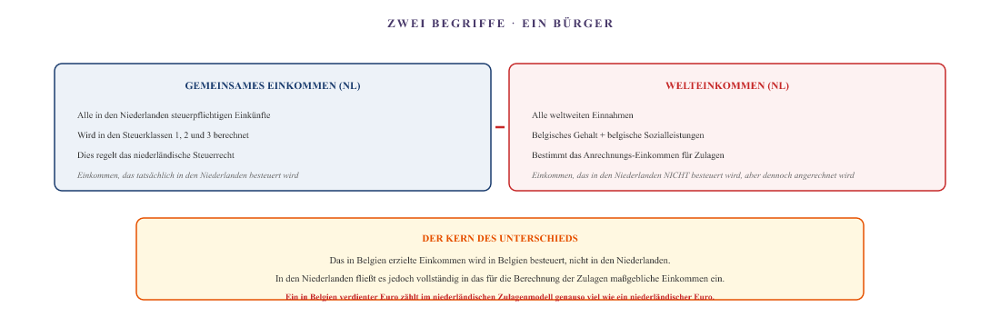 ZWEI BEGRIFFE · EIN BÜRGER
GEMEINSAMES EINKOMMEN (NL)
Alle in den Niederlanden steuerpflichtigen Einkünfte
Wird in den Steuerklassen 1, 2 und 3 berechnet
Dies regelt das niederländische Steuerrecht
Einkommen, das tatsächlich in den Niederlanden besteuert wird
WELTEINKOMMEN (NL)
Alle weltweiten Einnahmen
Belgisches Gehalt + belgische Sozialleistungen
Bestimmt das Anrechnungs-Einkommen für Zulagen
Einkommen, das in den Niederlanden NICHT besteuert wird, aber dennoch angerechnet wird
DER KERN DES UNTERSCHIEDS
Das in Belgien erzielte Einkommen wird in Belgien besteuert, nicht in den Niederlanden.
In den Niederlanden fließt es jedoch vollständig in das für die Berechnung der Zulagen maßgebliche Einkommen ein.
Ein in Belgien verdienter Euro zählt im niederländischen Zulagenmodell genauso viel wie ein niederländischer Euro.